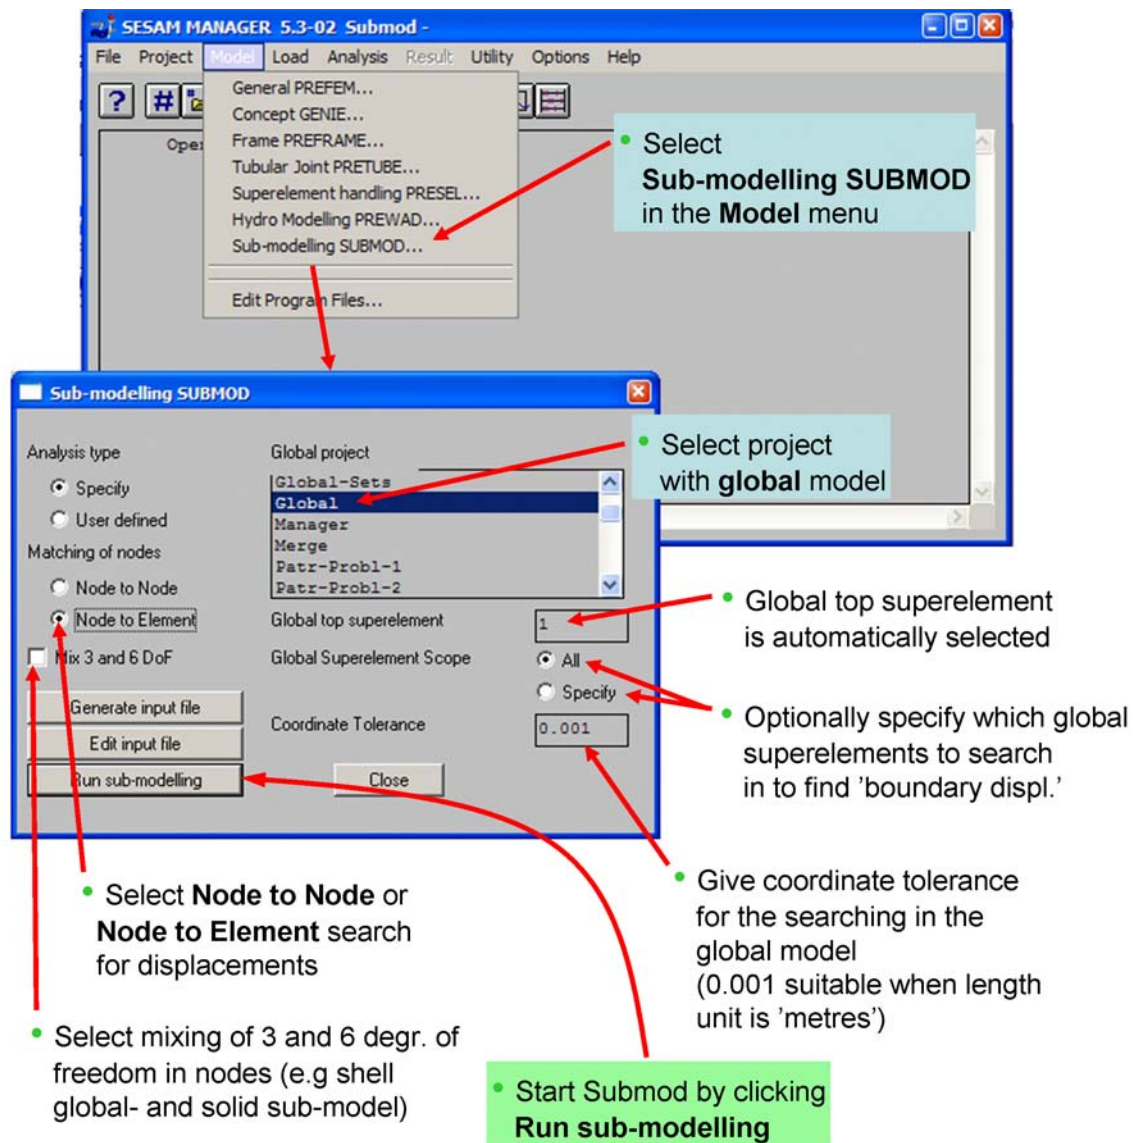 SESAM MANAGER 5.3-02 Submod -
File Project Model Load Analysis Result Utility Options Help
? #
General PREFEM...
Concept GENIE...
Frame PREFRAME...
Tubular Joint PRETUBE...
Superelement handling PRESEL...
Hydro Modelling PREWAD...
Sub-modelling SUBMOD...
Edit Program Files...
• Select
Sub-modelling SUBMOD
in the Model menu
Sub-modelling SUBMOD
Analysis type
Specify
User defined
Matching of nodes
Node to Node
Node to Element
Mix 3 and 6 DoF
Generate input file
Edit input file
Run sub-modelling
Global project
Global-Sets
Global
Manager
Merge
Patr-Probl-1
Patr-Probl-2
Global top superelement
1
Global Superelement Scope
All
Specify
Coordinate Tolerance
0.001
Close
• Select project
with global model
• Global top superelement
is automatically selected
• Optionally specify which global
superelements to search
in to find 'boundary displ.'
• Give coordinate tolerance
for the searching in the
global model
(0.001 suitable when length
unit is 'metres')
• Select Node to Node or
Node to Element search
for displacements
• Select mixing of 3 and 6 degr. of
freedom in nodes (e.g shell
global- and solid sub-model)
• Start Submod by clicking
Run sub-modelling